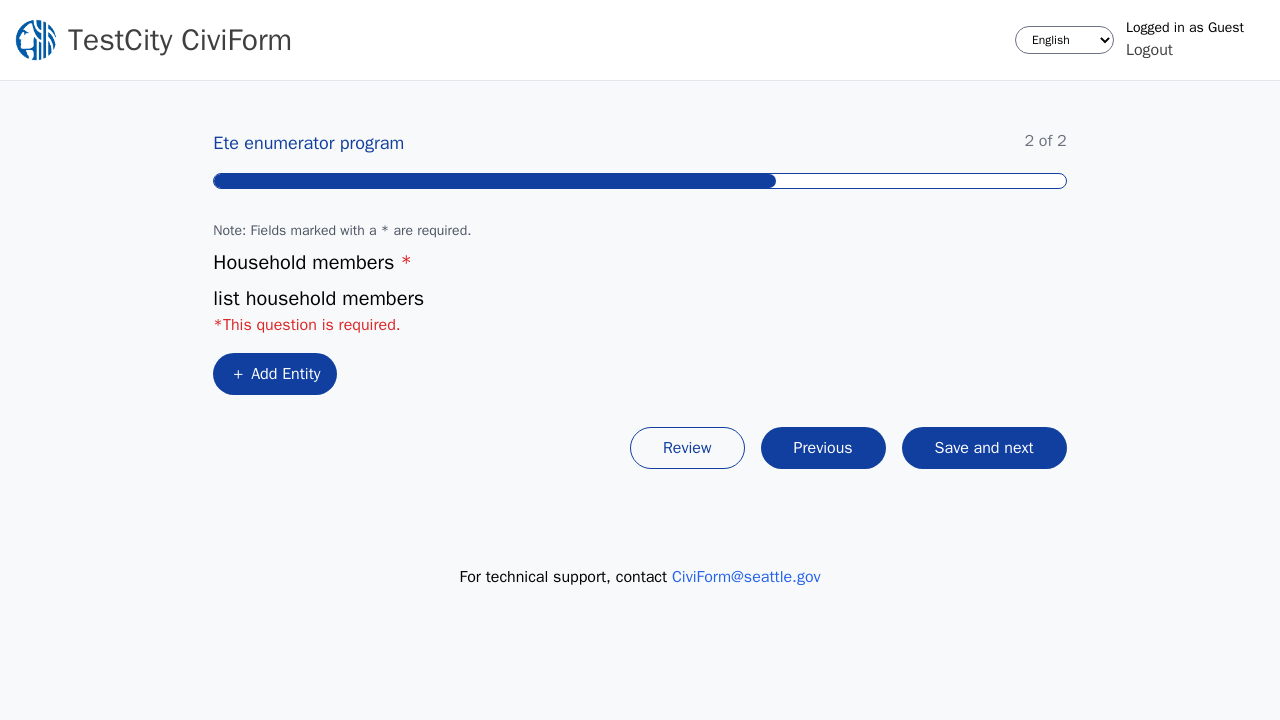 TestCity CiviForm
English
Logged in as Guest
Logout
Ete enumerator program
2 of 2
Note: Fields marked with a * are required.
Household members *
list household members
*This question is required.
+ Add Entity
Review
Previous
Save and next
For technical support, contact CiviForm@seattle.gov